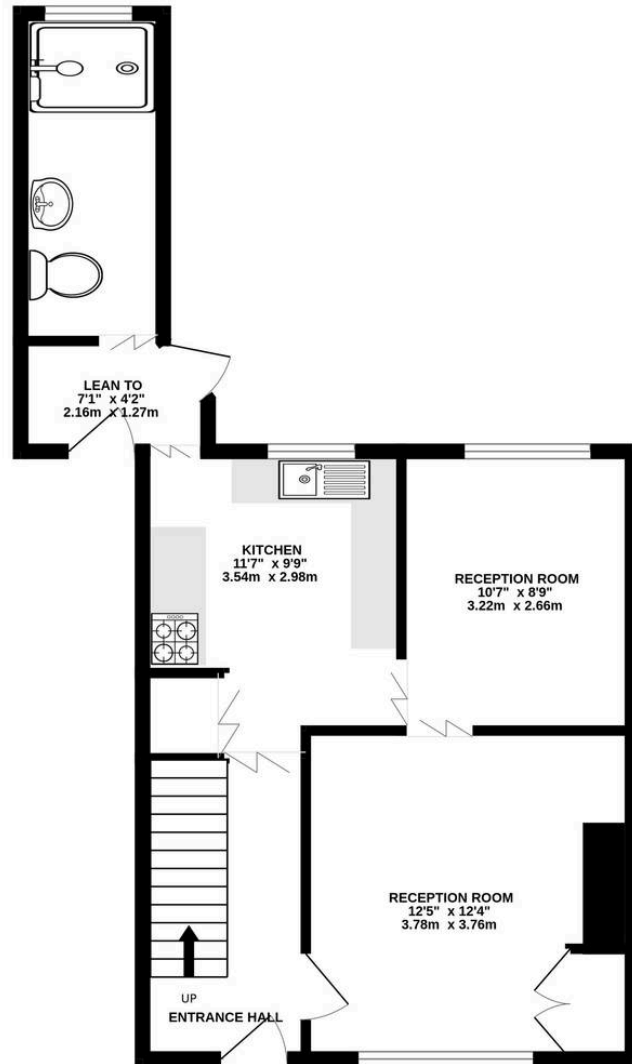 LEAN TO
7'1" x 4'2"
2.16m x 1.27m
KITCHEN
11'7" x 9'9"
3.54m x 2.98m
RECEPTION ROOM
10'7" x 8'9"
3.22m x 2.66m
RECEPTION ROOM
12'5" x 12'4"
3.78m x 3.76m
UP
ENTRANCE HALL